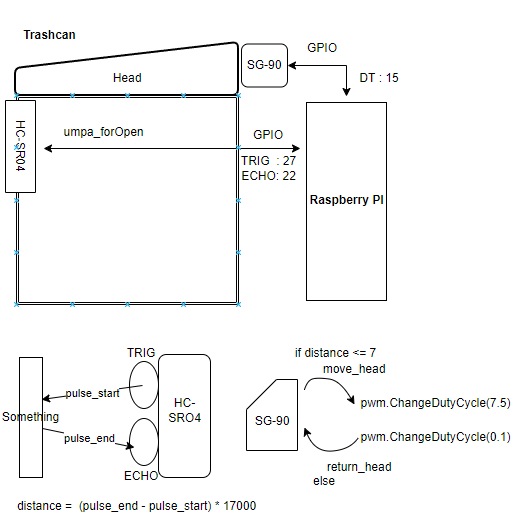 Trashcan
GPIO
SG-90
Head
DT : 15
HC-SR04
umpa_forOpen
GPIO
TRIG : 27
ECHO: 22
Raspberry PI
TRIG
if distance <= 7
move_head
pulse_start
HC-
SRO4
pwm.ChangeDutyCycle(7.5)
Something
SG-90
pulse_end
pwm.ChangeDutyCycle(0.1)
return_head
ECHO
else
distance = (pulse_end - pulse_start) * 17000